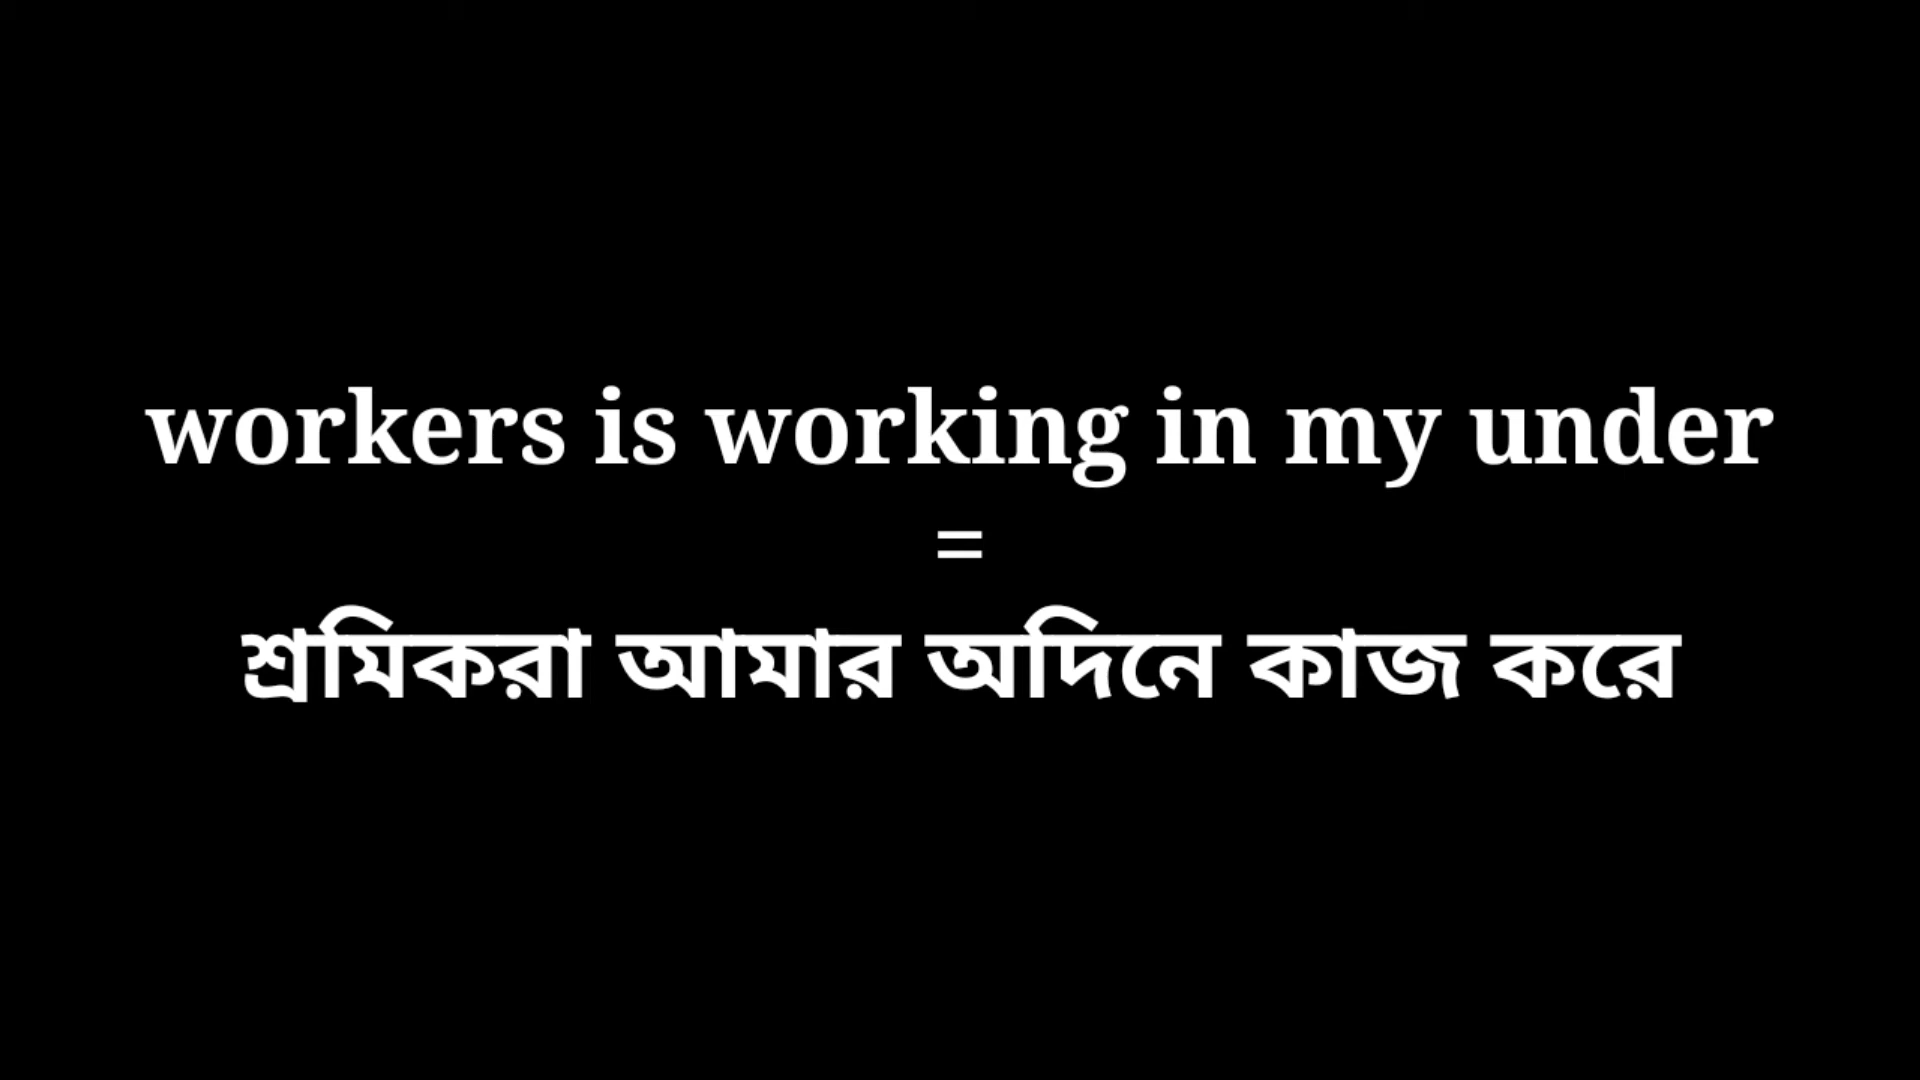 workers is working in my under
=
শ্রমিকরা আমার অদিনে কাজ করে